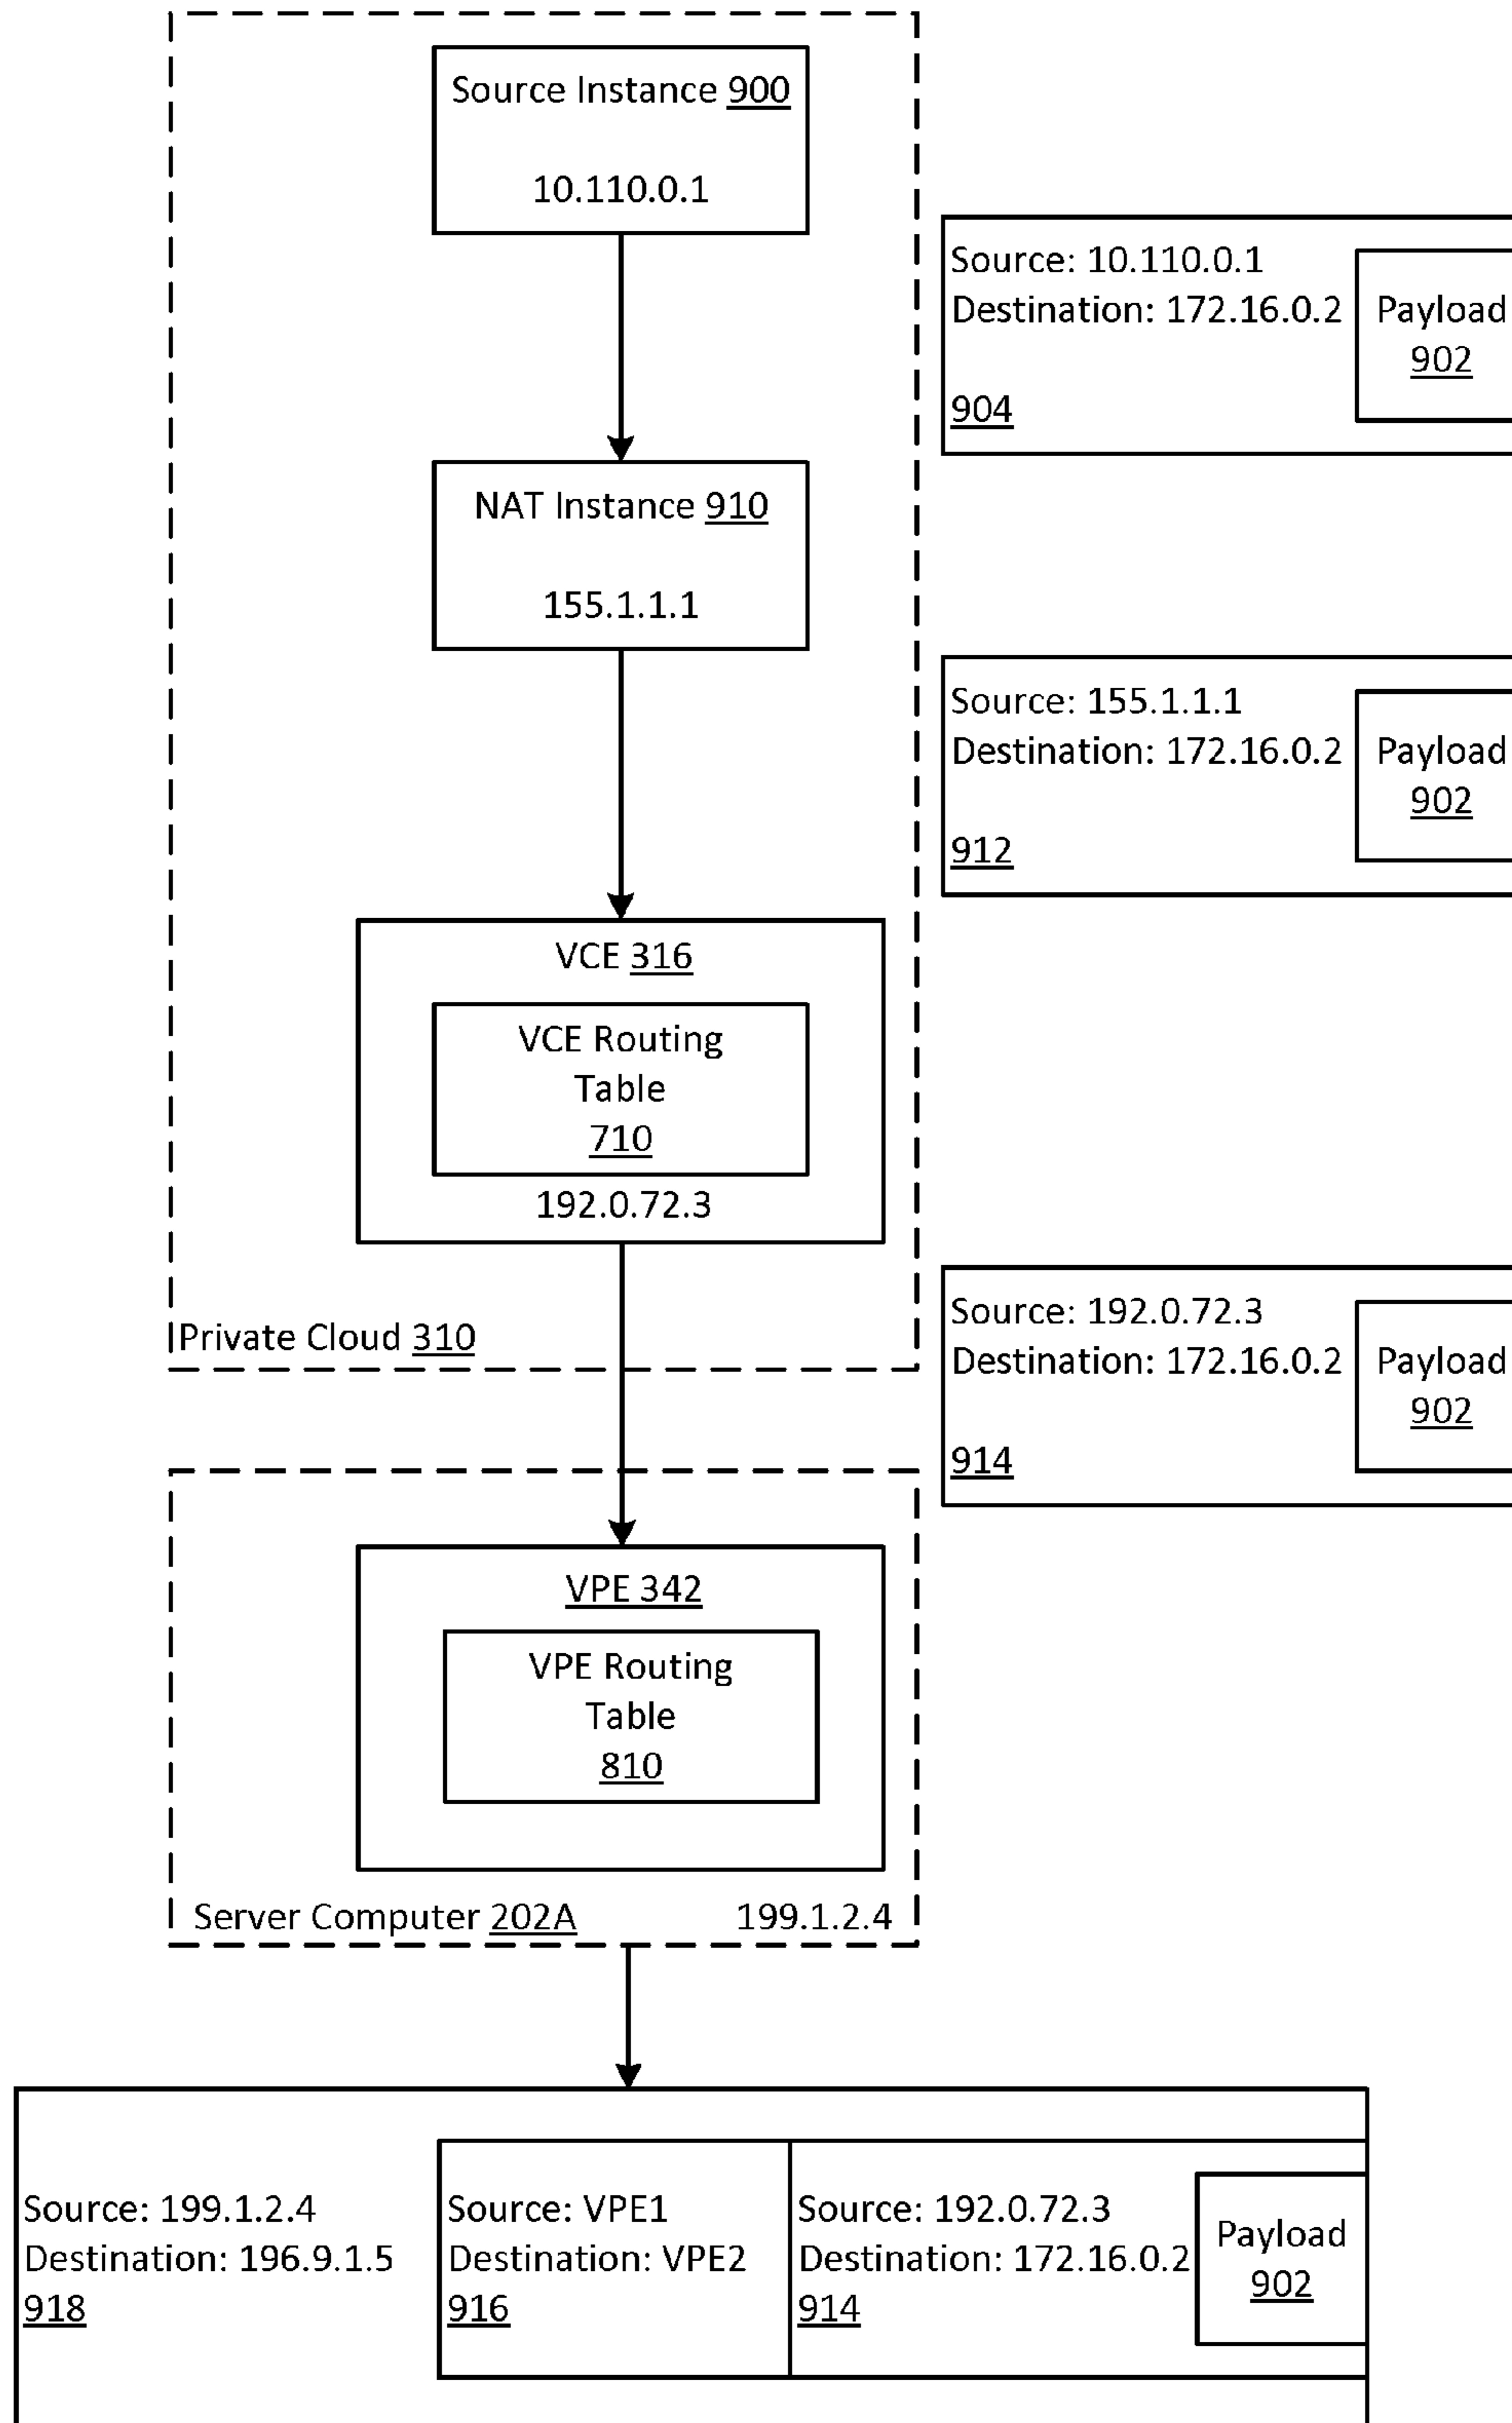 Source Instance 900
10.110.0.1
Source: 10.110.0.1
Destination: 172.16.0.2
904
Payload
902
NAT Instance 910
155.1.1.1
Source: 155.1.1.1
Destination: 172.16.0.2
912
Payload
902
VCE 316
VCE Routing
Table
710
192.0.72.3
Private Cloud 310
Source: 192.0.72.3
Destination: 172.16.0.2
914
Payload
902
VPE 342
VPE Routing
Table
810
Server Computer 202A
199.1.2.4
Source: 199.1.2.4
Destination: 196.9.1.5
918
Source: VPE1
Destination: VPE2
916
Source: 192.0.72.3
Destination: 172.16.0.2
914
Payload
902